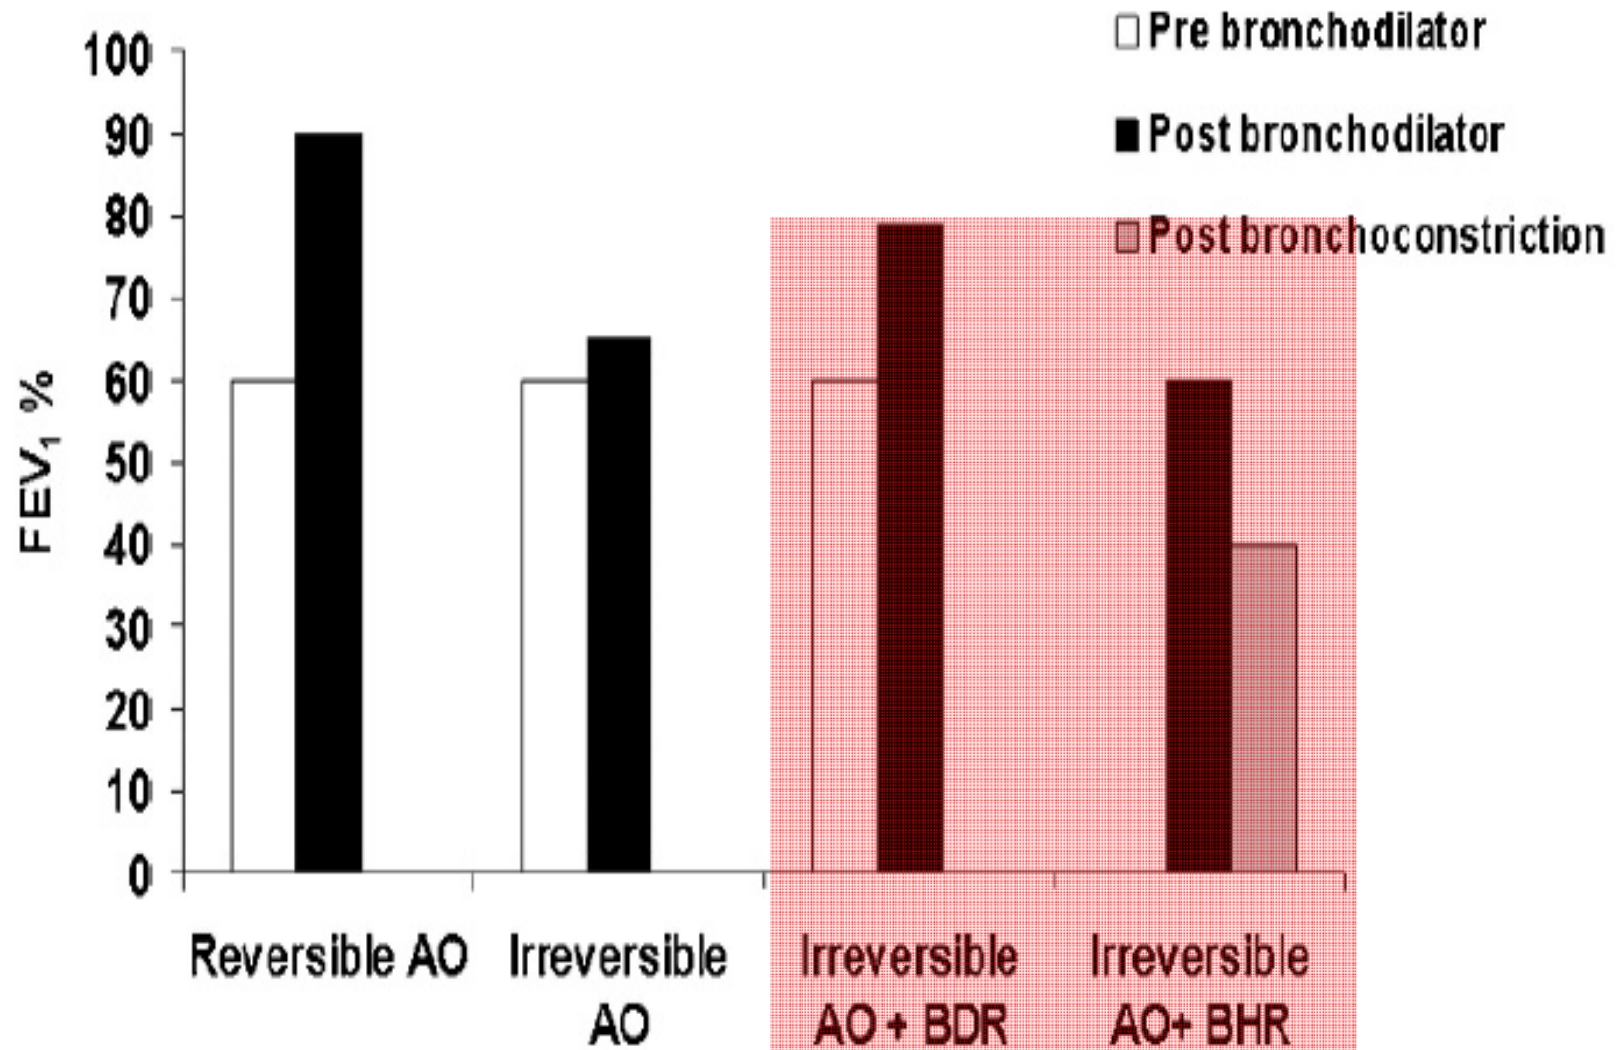 Pre bronchodilator
Post bronchodilator
Post bronchoconstriction
100
90
80
70
60
50
40
30
20
10
0
FEV₁ %
Reversible AO
Irreversible
AO
Irreversible
AO + BDR
Irreversible
AO+ BHR